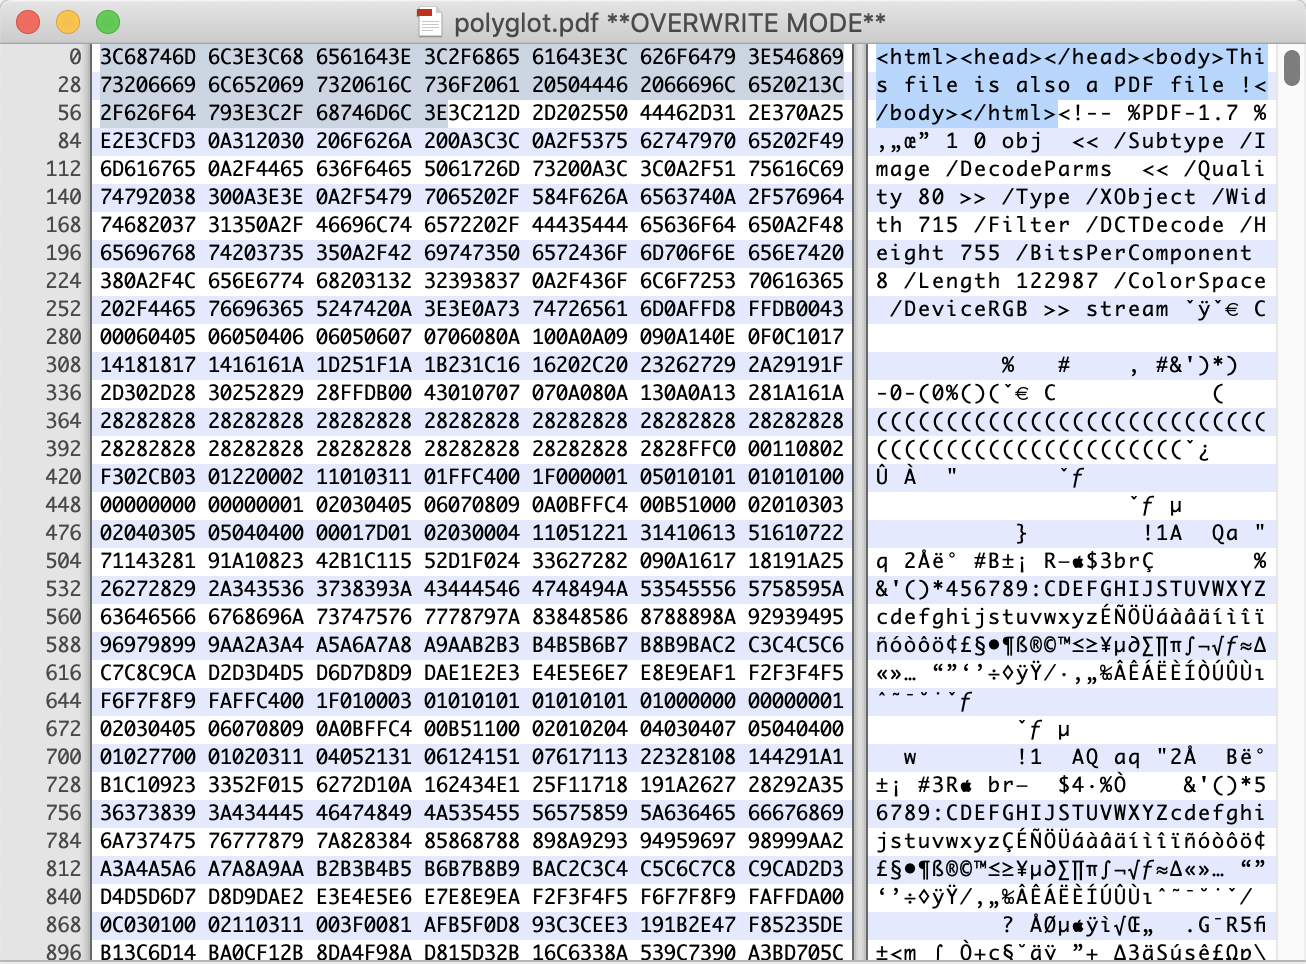 polyglot.pdf **OVERWRITE MODE**
0 3C68746D 6C3E3C68 6561643E 3C2F6865 61643E3C 626F6479 3E546869 <html><head></head><body>Thi
28 73206669 6C652069 7320616C 736F2061 20504446 2066696C 6520213C s file is also a PDF file !<
56 2F626F64 793E3C2F 68746D6C 3E3C212D 2D202550 44462D31 2E370A25 /body></html><!-- %PDF-1.7 %
84 E2E3CFD3 0A312030 206F626A 200A3C3C 0A2F5375 62747970 65202F49 ‚„œ” 1 0 obj << /Subtype /I
112 6D616765 0A2F4465 636F6465 5061726D 73200A3C 3C0A2F51 75616C69 mage /DecodeParms << /Quali
140 74792038 300A3E3E 0A2F5479 7065202F 584F626A 6563740A 2F576964 ty 80 >> /Type /XObject /Wid
168 74682037 31350A2F 46696C74 6572202F 44435444 65636F64 650A2F48 th 715 /Filter /DCTDecode /H
196 65696768 74203735 350A2F42 69747350 6572436F 6D706F6E 656E7420 eight 755 /BitsPerComponent
224 380A2F4C 656E6774 68203132 32393837 0A2F436F 6C6F7253 70616365 8 /Length 122987 /ColorSpace
252 202F4465 76696365 5247420A 3E3E0A73 74726561 6D0AFFD8 FFDB0043 /DeviceRGB >> stream ˇÿˇ€ C
280 00060405 06050406 06050607 0706080A 100A0A09 090A140E 0F0C1017
308 14181817 1416161A 1D251F1A 1B231C16 16202C20 23262729 2A29191F % # , #&')*)
336 2D302D28 30252829 28FFDB00 43010707 070A080A 130A0A13 281A161A -0-(0%()(ˇ€ C (
364 28282828 28282828 28282828 28282828 28282828 28282828 28282828 ((((((((((((((((((((((((((((
392 28282828 28282828 28282828 28282828 28282828 2828FFC0 00110802 ((((((((((((((((((((((ˇ¿
420 F302CB03 01220002 11010311 01FFC400 1F000001 05010101 01010100 Û À " ˇƒ
448 00000000 00000001 02030405 06070809 0A0BFFC4 00B51000 02010303 ˇƒ µ
476 02040305 05040400 00017D01 02030004 11051221 31410613 51610722 } !1A Qa "
504 71143281 91A10823 42B1C115 52D1F024 33627282 090A1617 18191A25 q 2Åë° #B±¡ R–$3brÇ %
532 26272829 2A343536 3738393A 43444546 4748494A 53545556 5758595A &'()*456789:CDEFGHIJSTUVWXYZ
560 63646566 6768696A 73747576 7778797A 83848586 8788898A 92939495 cdefghijstuvwxyzÉÑÖÜáàâäíìîï
588 96979899 9AA2A3A4 A5A6A7A8 A9AAB2B3 B4B5B6B7 B8B9BAC2 C3C4C5C6 ñóòôö¢£§•¶ß®©™≤≥¥µ∂∑∏π∫¬√ƒ≈∆
616 C7C8C9CA D2D3D4D5 D6D7D8D9 DAE1E2E3 E4E5E6E7 E8E9EAF1 F2F3F4F5 «»… “”‘’÷◊ÿŸ⁄·‚„‰ÂÊÁËÈÍÒÚÛÙı
644 F6F7F8F9 FAFFC400 1F010003 01010101 01010101 01000000 00000001 ˆ˜¯˘˙ˇƒ
672 02030405 06070809 0A0BFFC4 00B51100 02010204 04030407 05040400 ˇƒ µ
700 01027700 01020311 04052131 06124151 07617113 22328108 144291A1 w !1 AQ aq "2Å Bë°
728 B1C10923 3352F015 6272D10A 162434E1 25F11718 191A2627 28292A35 ±¡ #3R br– $4·%Ò &'()*5
756 36373839 3A434445 46474849 4A535455 56575859 5A636465 66676869 6789:CDEFGHIJSTUVWXYZcdefghi
784 6A737475 76777879 7A828384 85868788 898A9293 94959697 98999AA2 jstuvwxyzÇÉÑÖÜáàâäíìîïñóòôö¢
812 A3A4A5A6 A7A8A9AA B2B3B4B5 B6B7B8B9 BAC2C3C4 C5C6C7C8 C9CAD2D3 £§•¶ß®©™≤≥¥µ∂∑∏π∫¬√ƒ≈∆«»… “”
840 D4D5D6D7 D8D9DAE2 E3E4E5E6 E7E8E9EA F2F3F4F5 F6F7F8F9 FAFFDA00 ‘’÷◊ÿŸ⁄‚„‰ÂÊÁËÈÍÚÛÙıˆ˜¯˘˙ˇ⁄
868 0C030100 02110311 003F0081 AFB5F0D8 93C3CEE3 191B2E47 F85235DE ? ÅØµÿì√Œ„ .G¯R5ﬁ
896 B13C6D14 BA0CF12B 8DA4F98A D815D32B 16C6338A 539C7390 A3BD705C ±<m ∫ Ò+ç§˘äÿ ”+ ∆3äSúsê£Ωp\